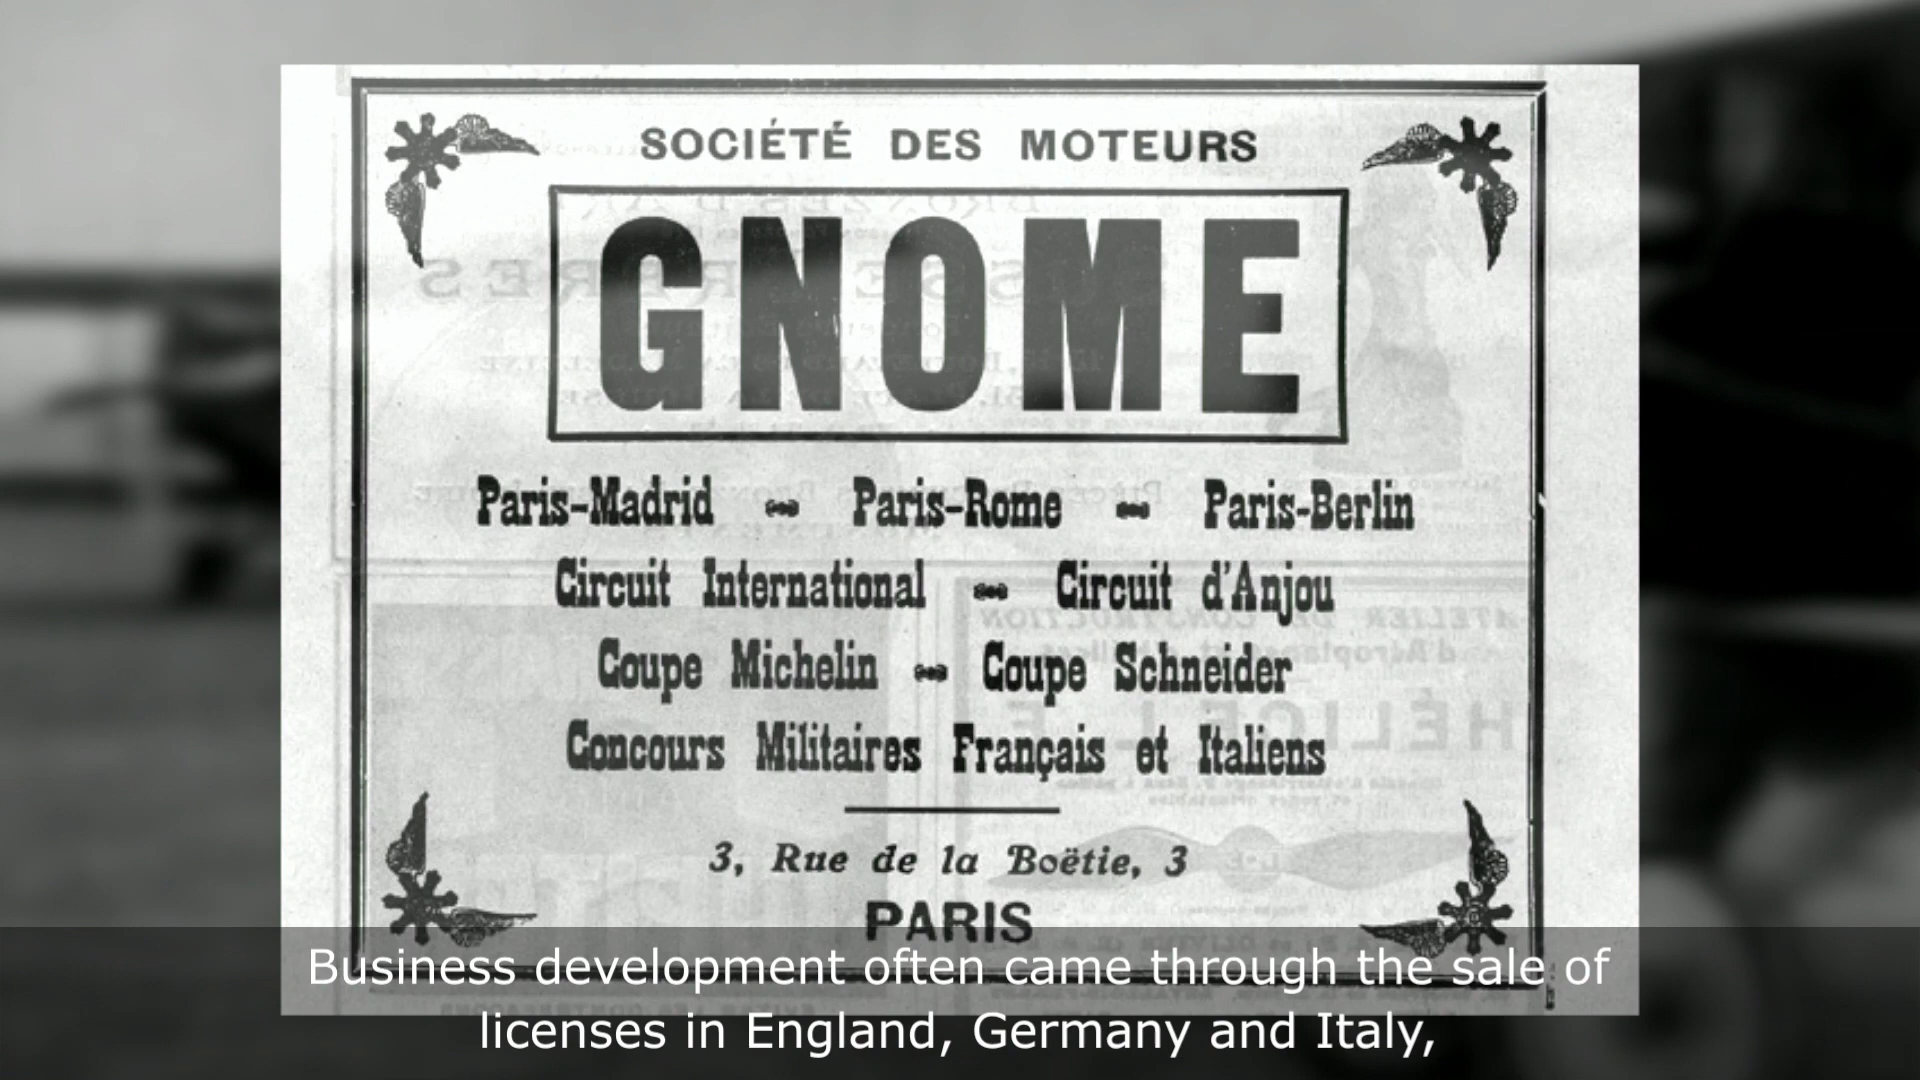 SOCIÉTÉ DES MOTEURS
GNOME
Paris-Madrid Paris-Rome Paris-Berlin
Circuit International Circuit d'Anjou
Coupe Michelin Coupe Schneider
Concours Militaires Français et Italiens
3, Rue de la Boëtie, 3
PARIS
Business development often came through the sale of
licenses in England, Germany and Italy,